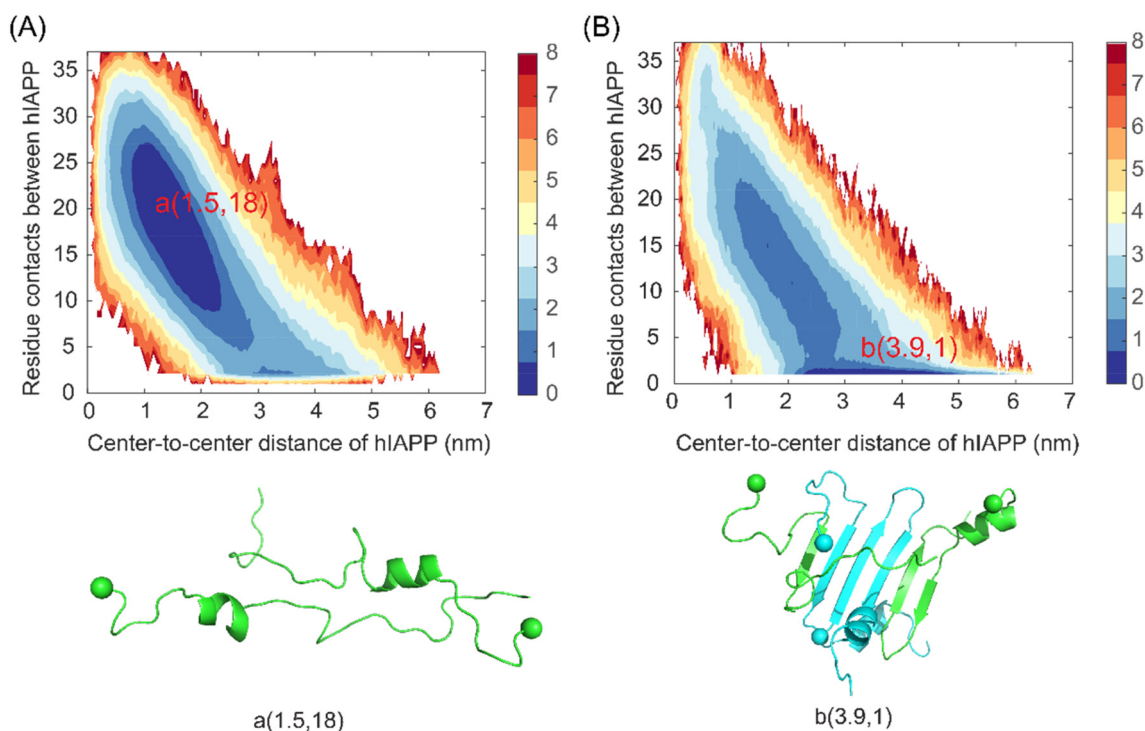 (A)
(B)
Residue contacts between hIAPP
35
30
25
20
15
10
5
0
a(1.5,18)
0 1 2 3 4 5 6 7
Center-to-center distance of hIAPP (nm)
8
7
6
5
4
3
2
1
0
Residue contacts between hIAPP
35
30
25
20
15
10
5
0
b(3.9,1)
0 1 2 3 4 5 6 7
Center-to-center distance of hIAPP (nm)
8
7
6
5
4
3
2
1
0
a(1.5,18)
b(3.9,1)